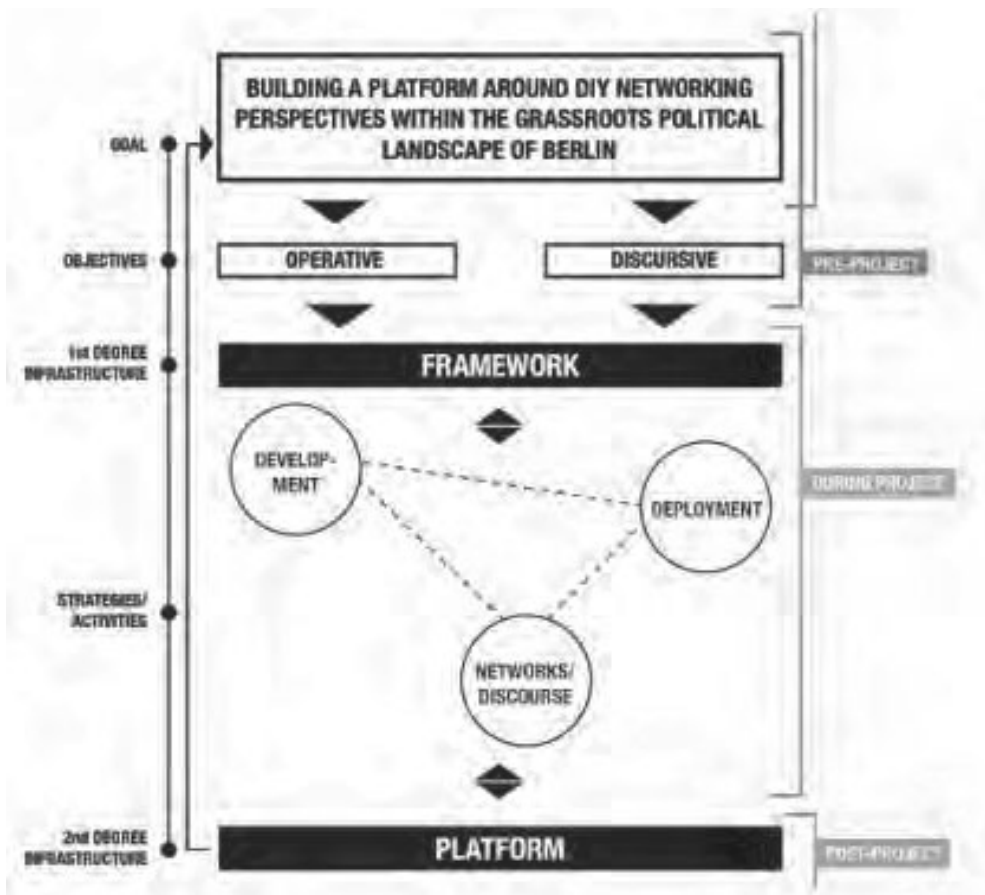 BUILDING A PLATFORM AROUND DIY NETWORKING
PERSPECTIVES WITHIN THE GRASSROOTS POLITICAL
LANDSCAPE OF BERLIN
GOAL
OBJECTIVES
OPERATIVE
DISCURSIVE
PRE-PROJECT
1st DEGREE
INFRASTRUCTURE
FRAMEWORK
DEVELOP-
MENT
DEPLOYMENT
DURING PROJECT
STRATEGIES/
ACTIVITIES
NETWORKS/
DISCOURSE
2nd DEGREE
INFRASTRUCTURE
PLATFORM
POST-PROJECT